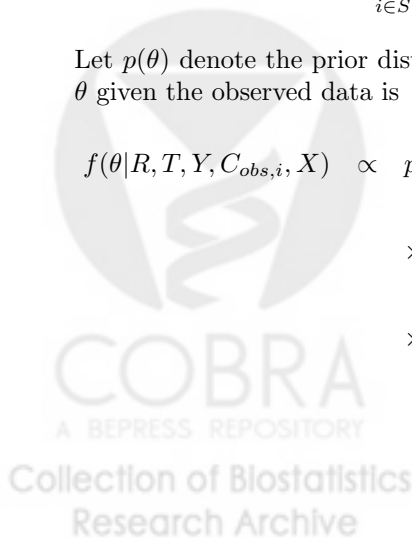 i∈S
Let p(θ) denote the prior dis
θ given the observed data is
f(θ|R, T, Y, C_{obs,i}, X) ∝ p
×
×
COBRA
A BEPRESS REPOSITORY
Collection of Biostatistics
Research Archive